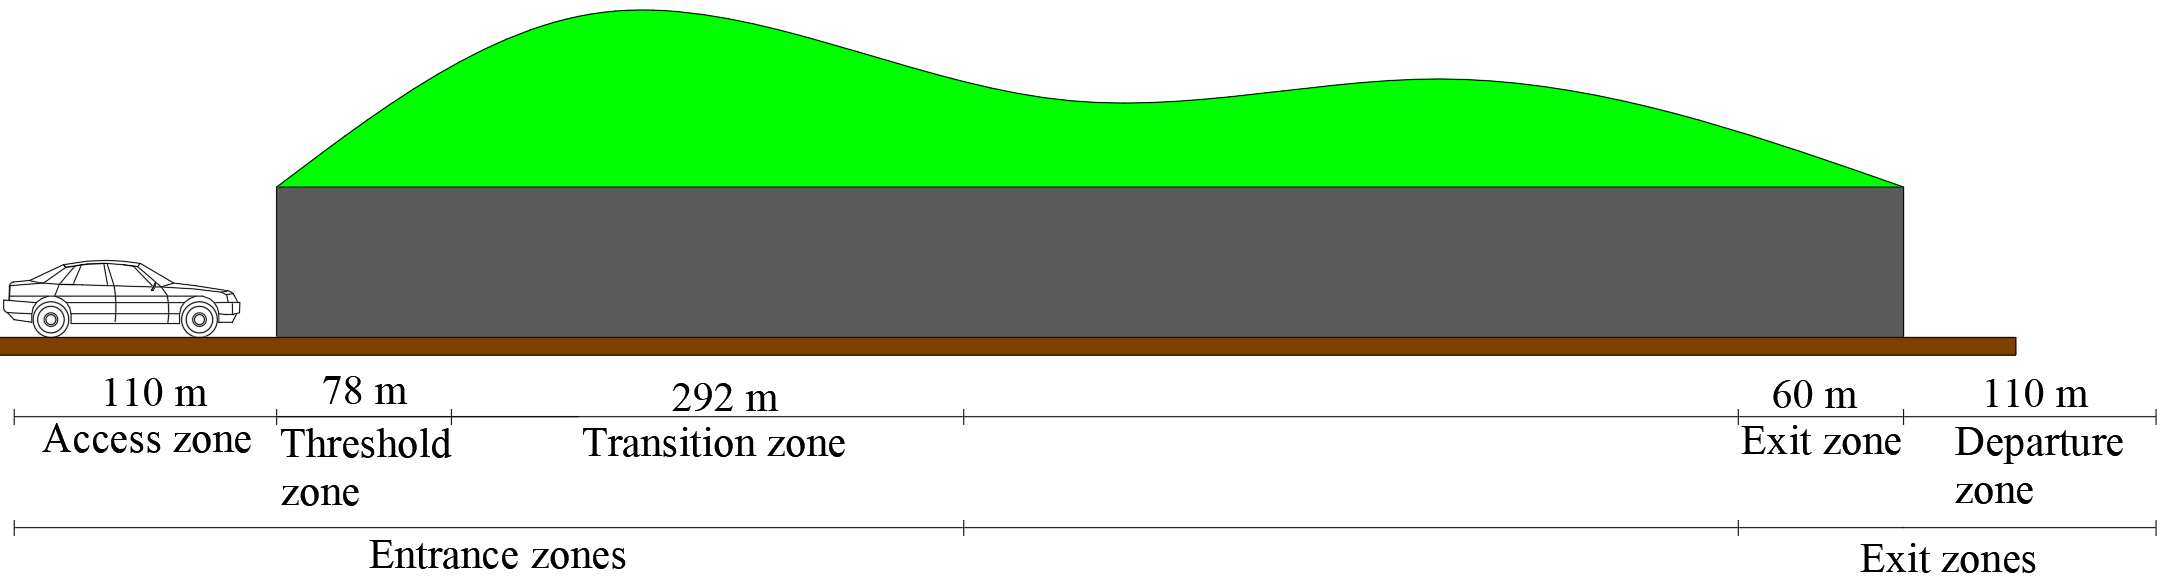 110 m
78 m
292 m
60 m
110 m
Access zone
Threshold
zone
Transition zone
Exit zone
Departure
zone
Entrance zones
Exit zones